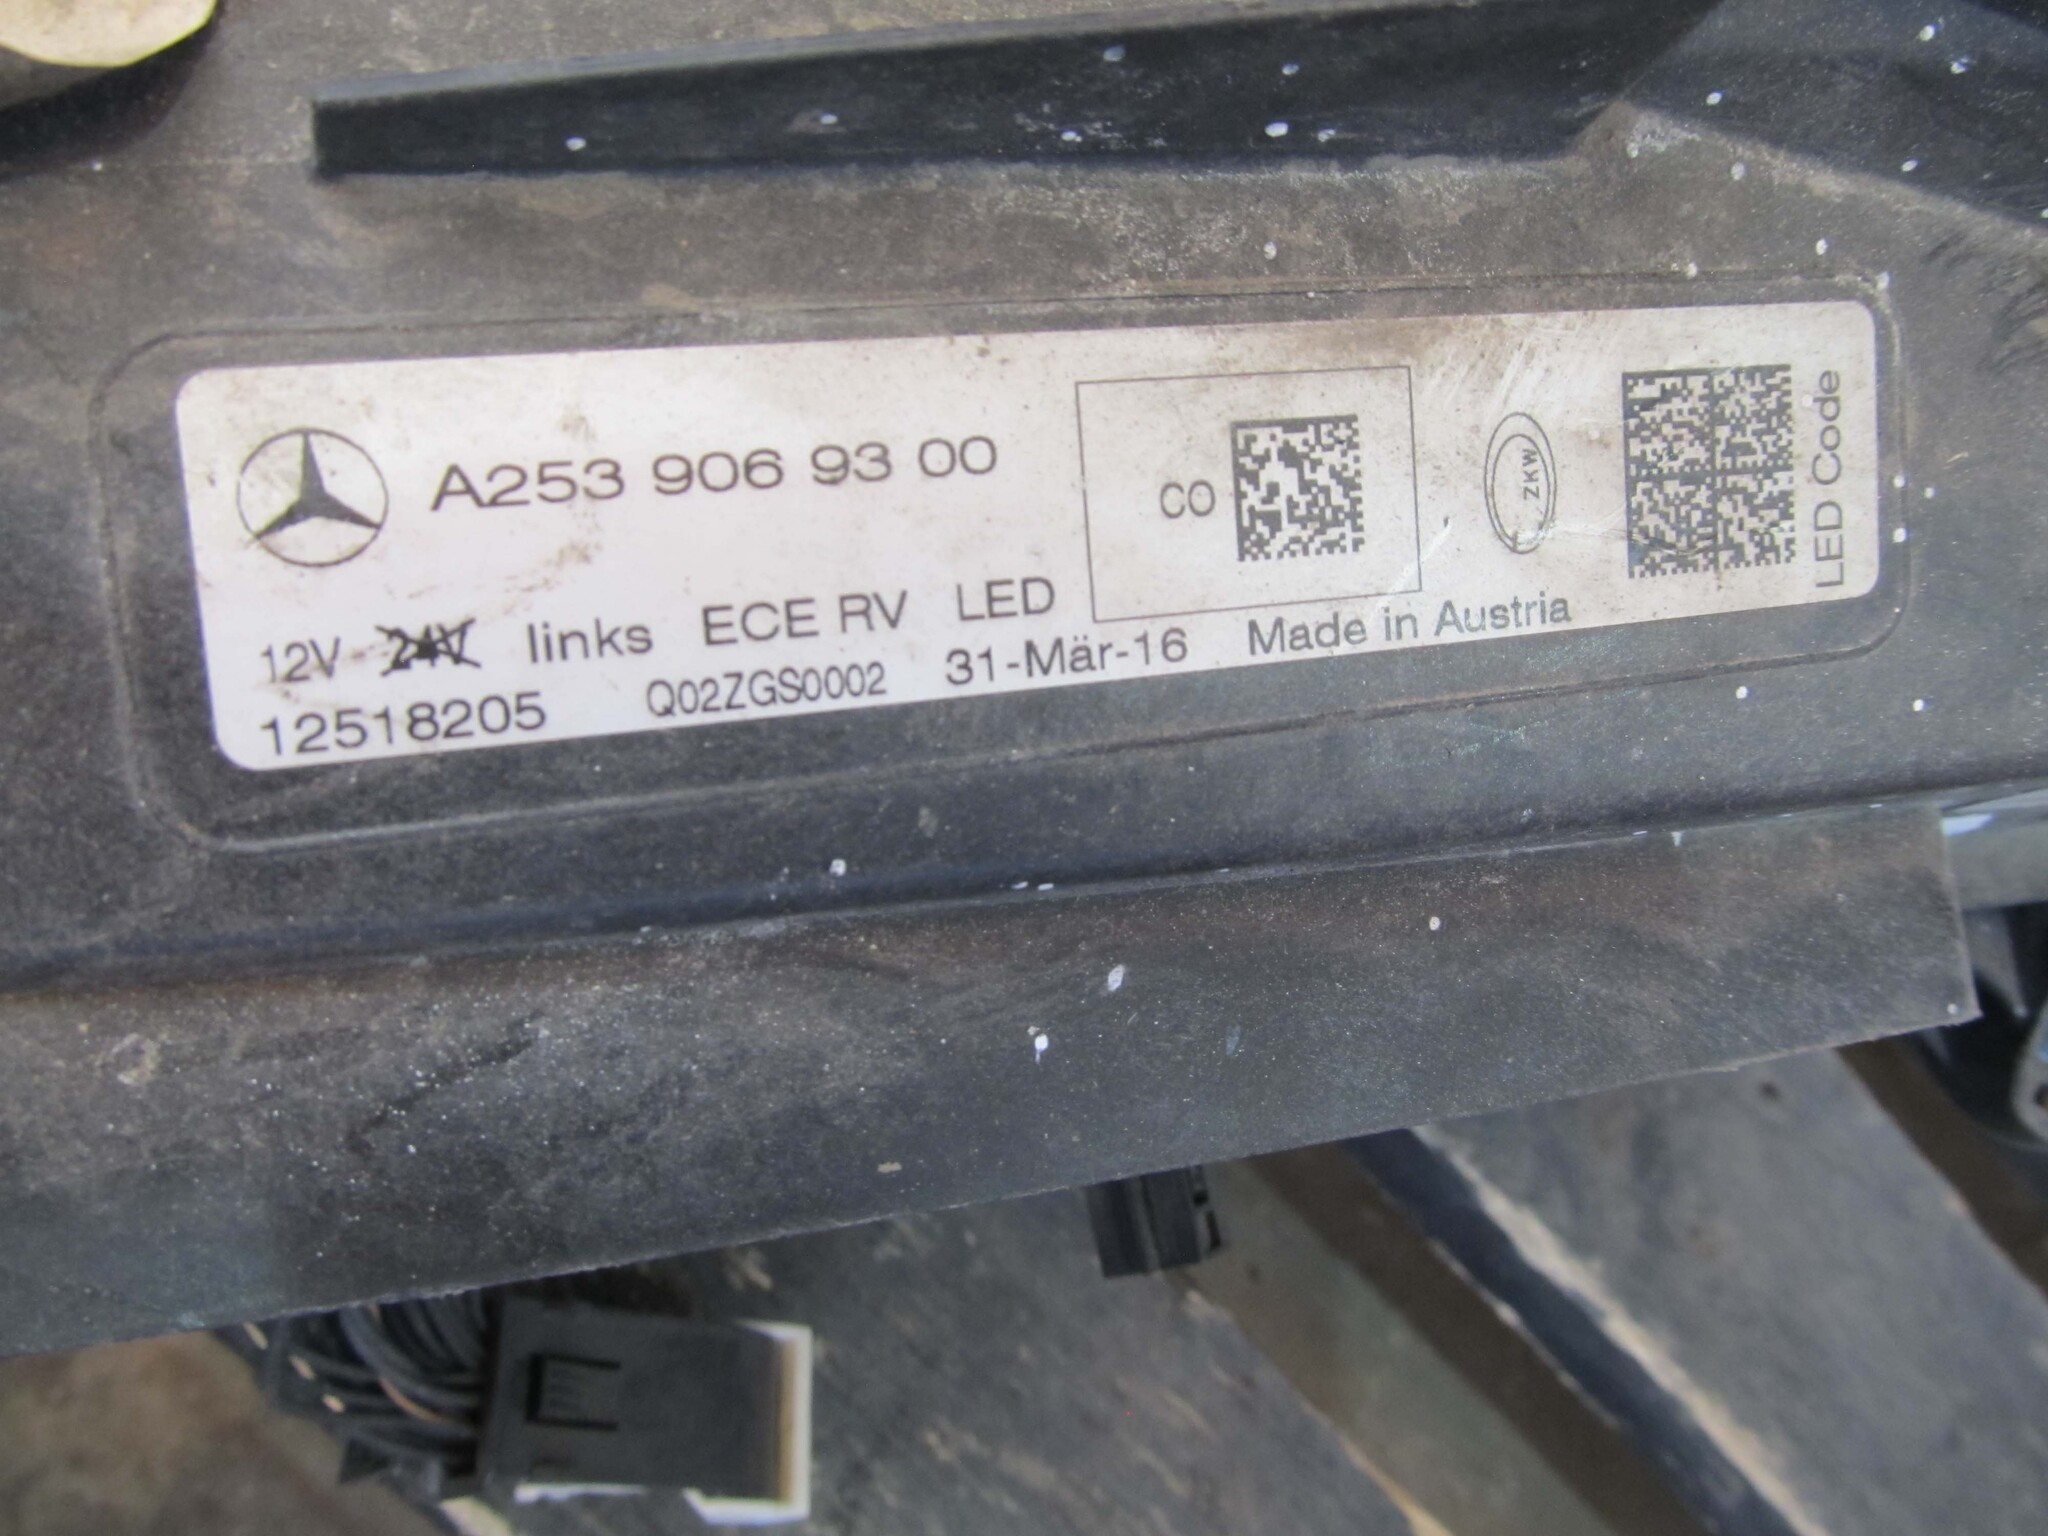 A253 906 93 00
CO
ZKW
LED Code
12V 24V links ECE RV LED
12518205 Q02ZGS0002 31-Mär-16 Made in Austria